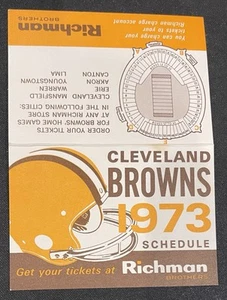 You can charge your
tickets to your
Richman charge account
Richman
BROTHERS
ORDER YOUR TICKETS
FOR BROWNS' HOME GAMES
AT ANY RICHMAN STORE
IN THE FOLLOWING CITIES:
CLEVELAND MANSFIELD
ERIE WARREN
AKRON YOUNGSTOWN
CANTON LIMA
CLEVELAND
BROWNS
1973
SCHEDULE
Get your tickets at Richman
BROTHERS